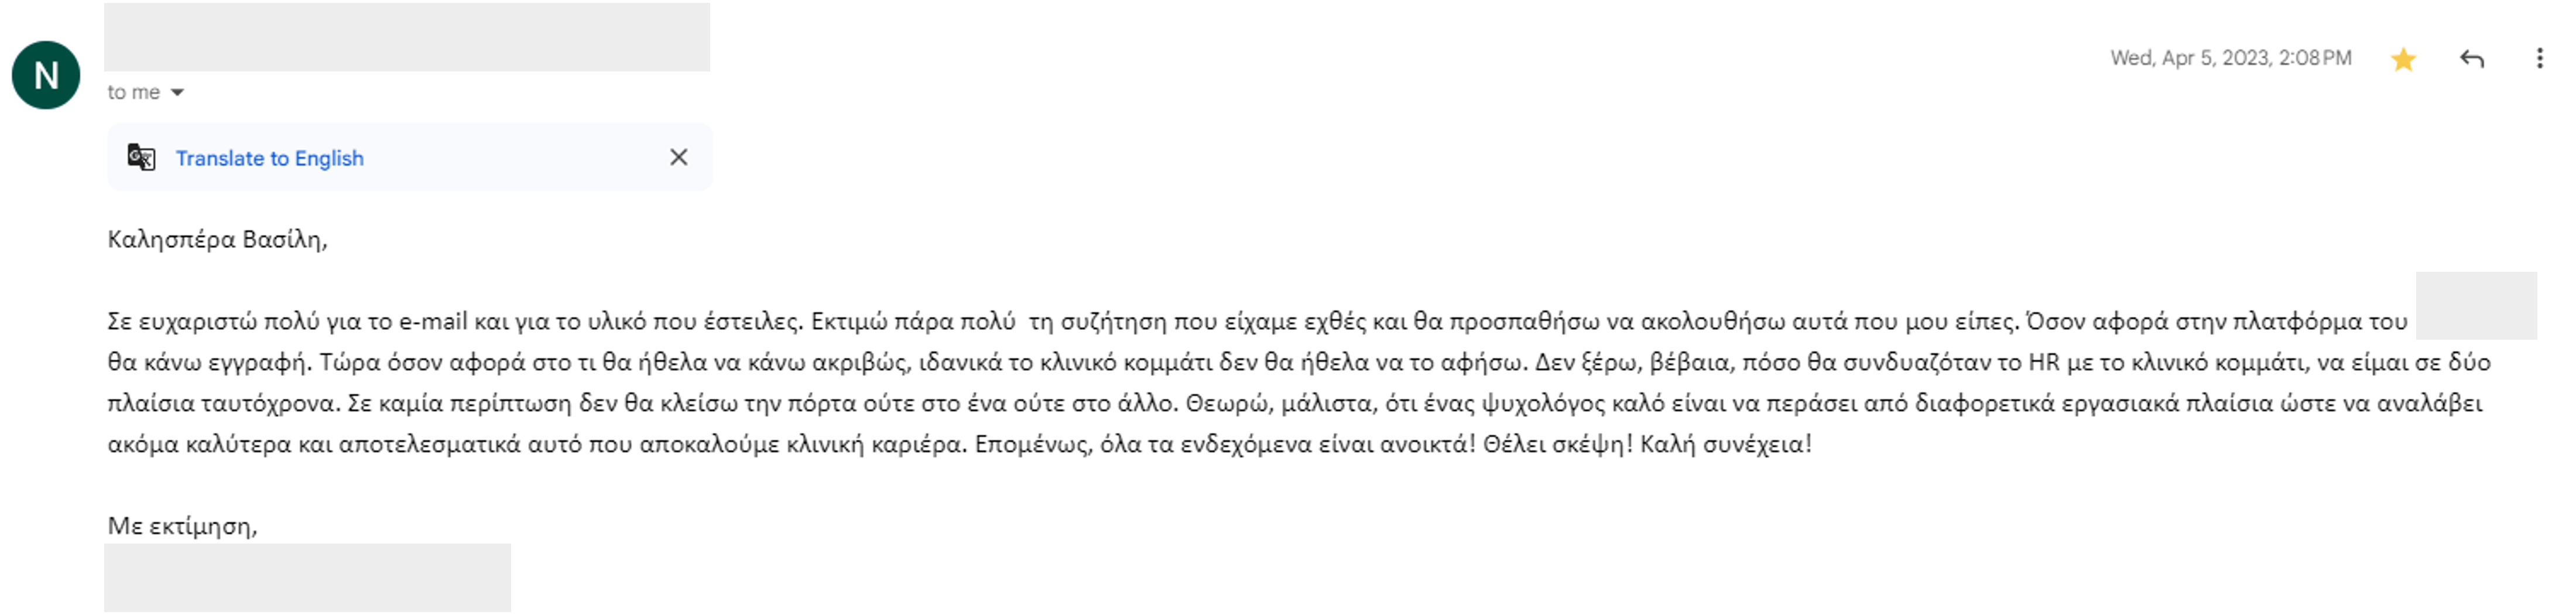 N
Wed, Apr 5, 2023, 2:08 PM
to me
Translate to English
Καλησπέρα Βασίλη,
Σε ευχαριστώ πολύ για το e-mail και για το υλικό που έστειλες. Εκτιμώ πάρα πολύ  τη συζήτηση που είχαμε εχθές και θα προσπαθήσω να ακολουθήσω αυτά που μου είπες. Όσον αφορά στην πλατφόρμα του
θα κάνω εγγραφή. Τώρα όσον αφορά στο τι θα ήθελα να κάνω ακριβώς, ιδανικά το κλινικό κομμάτι δεν θα ήθελα να το αφήσω. Δεν ξέρω, βέβαια, πόσο θα συνδυαζόταν το HR με το κλινικό κομμάτι, να είμαι σε δύο
πλαίσια ταυτόχρονα. Σε καμία περίπτωση δεν θα κλείσω την πόρτα ούτε στο ένα ούτε στο άλλο. Θεωρώ, μάλιστα, ότι ένας ψυχολόγος καλό είναι να περάσει από διαφορετικά εργασιακά πλαίσια ώστε να αναλάβει
ακόμα καλύτερα και αποτελεσματικά αυτό που αποκαλούμε κλινική καριέρα. Επομένως, όλα τα ενδεχόμενα είναι ανοικτά! Θέλει σκέψη! Καλή συνέχεια!
Με εκτίμηση,